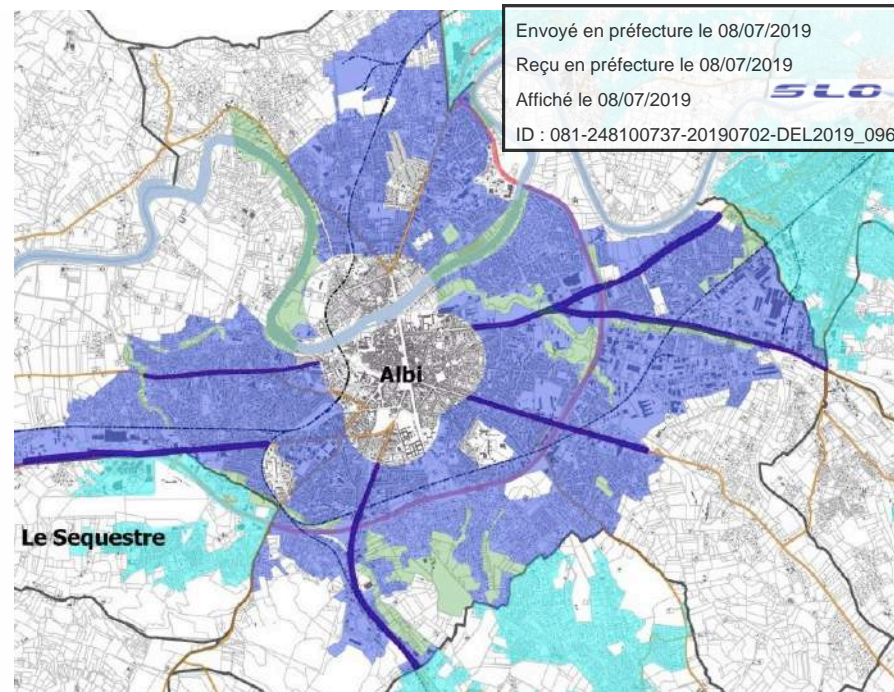 Envoyé en préfecture le 08/07/2019
Reçu en préfecture le 08/07/2019
Affiché le 08/07/2019
SLO
ID : 081-248100737-20190702-DEL2019_096
Albi
Le Sequestre